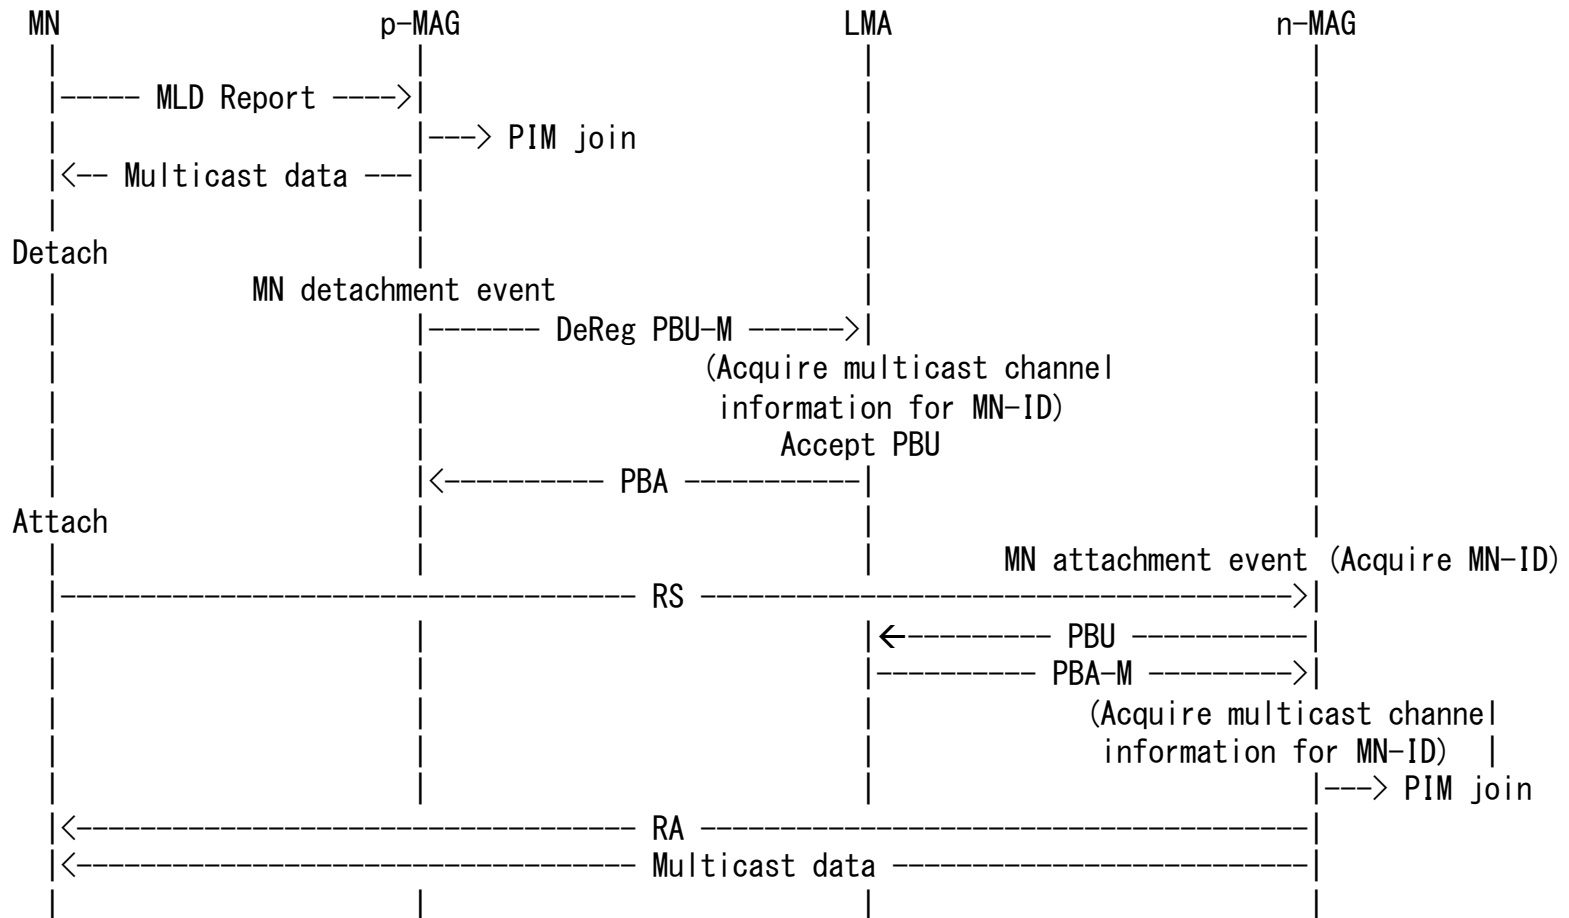 MN p-MAG LMA n-MAG
| | | |
|----- MLD Report ---->| | |
| |---> PIM join | |
|<-- Multicast data ---| | |
| | | |
Detach | | |
| MN detachment event | |
| |------- DeReg PBU-M ------>| |
| | (Acquire multicast channel |
| | information for MN-ID) |
| | Accept PBU |
| |<---------- PBA -----------| |
Attach | | |
| | | MN attachment event (Acquire MN-ID)
|------------------------------------ RS ------------------------------------->|
| | |←--------- PBU -----------|
| | |---------- PBA-M --------->|
| | | (Acquire multicast channel
| | | information for MN-ID) |
| | | |---> PIM join
|<----------------------------------- RA --------------------------------------|
|<----------------------------------- Multicast data --------------------------|
| | | |